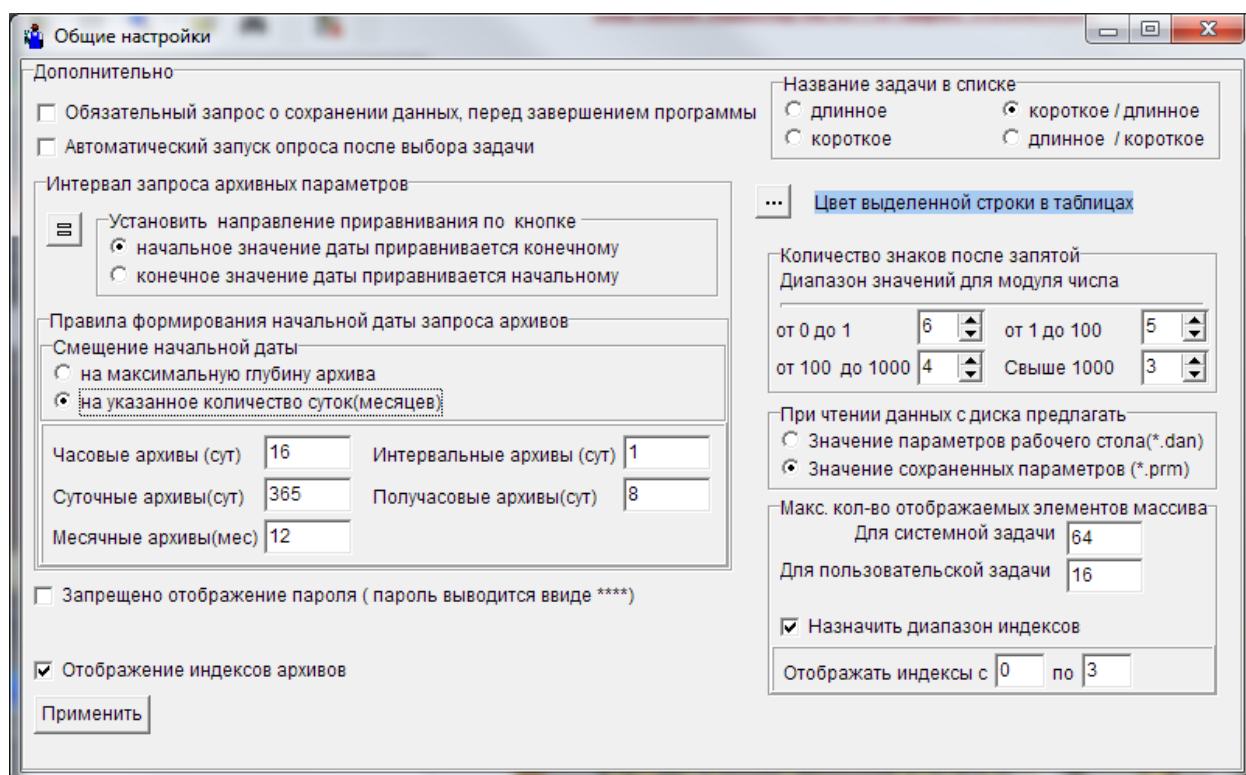 Общие настройки
Дополнительно
Обязательный запрос о сохранении данных, перед завершением программы
Автоматический запуск опроса после выбора задачи
Интервал запроса архивных параметров
=
Установить направление приравнивания по кнопке
начальное значение даты приравнивается конечному
конечное значение даты приравнивается начальному
Правила формирования начальной даты запроса архивов
Смещение начальной даты
на максимальную глубину архива
на указанное количество суток(месяцев)
Часовые архивы (сут) 16 Интервальные архивы (сут) 1
Суточные архивы(сут) 365 Получасовые архивы(сут) 8
Месячные архивы(мес) 12
Запрещено отображение пароля ( пароль выводится ввиде ****)
Отображение индексов архивов
Применить
Название задачи в списке
длинное короткое / длинное
короткое длинное / короткое
... Цвет выделенной строки в таблицах
Количество знаков после запятой
Диапазон значений для модуля числа
от 0 до 1 6 от 1 до 100 5
от 100 до 1000 4 Свыше 1000 3
При чтении данных с диска предлагать
Значение параметров рабочего стола(*.dan)
Значение сохраненных параметров (*.prm)
Макс. кол-во отображаемых элементов массива
Для системной задачи 64
Для пользовательской задачи 16
Назначить диапазон индексов
Отображать индексы с 0 по 3